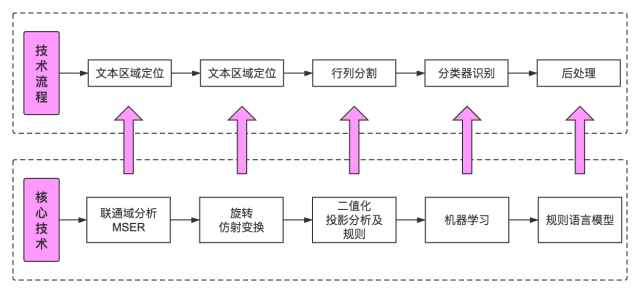 技术流程
文本区域定位
文本区域定位
行列分割
分类器识别
后处理
核心技术
联通域分析
MSER
旋转
仿射变换
二值化
投影分析及
规则
机器学习
规则语言模型